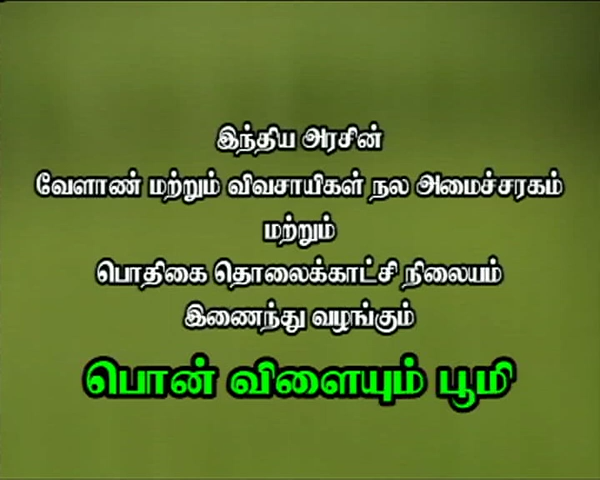 இந்திய அரசின்
வேளாண் மற்றும் விவசாயிகள் நல அமைச்சரகம்
மற்றும்
பொதிகை தொலைக்காட்சி நிலையம்
இணைந்து வழங்கும்
பொன் விளையும் பூமி